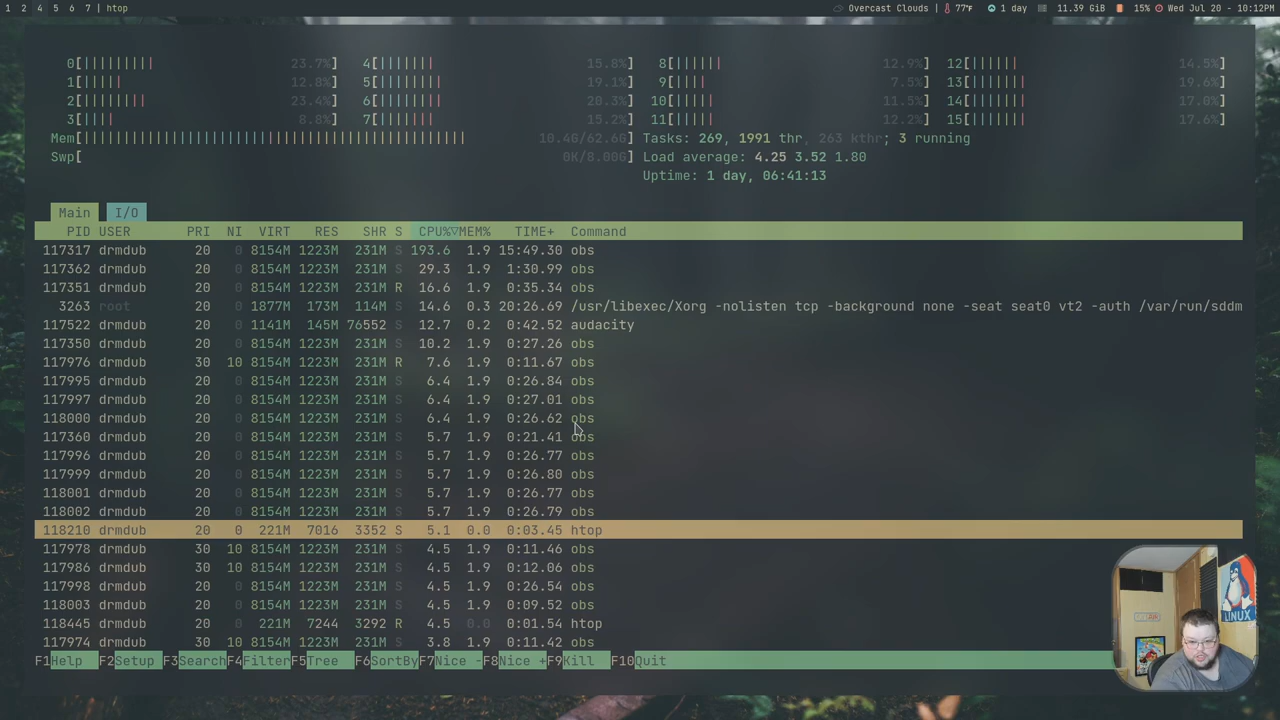 1 2 4 5 6 7 | htop Overcast Clouds | 77°F 1 day 11.39 GiB 15% Wed Jul 20 - 10:12PM
0[||||||||| 23.7%] 4[||||||| 15.8%] 8[|||||| 12.9%] 12[|||||| 14.5%]
1[||||| 12.8%] 5[|||||||| 19.1%] 9[|||| 7.5%] 13[||||||| 19.6%]
2[|||||||| 23.4%] 6[|||||||| 20.3%] 10[||||| 11.5%] 14[||||||| 17.0%]
3[|||| 8.8%] 7[||||||| 15.2%] 11[||||| 12.2%] 15[||||||| 17.6%]
Mem[|||||||||||||||||||||||||||||||||||||||||||||||| 10.4G/62.6G] Tasks: 269, 1991 thr, 263 kthr; 3 running
Swp[ 0K/8.00G] Load average: 4.25 3.52 1.80
Uptime: 1 day, 06:41:13
Main I/O
PID USER PRI NI VIRT RES SHR S CPU%▽MEM% TIME+ Command
117317 drmdub 20 0 8154M 1223M 231M S 193.6 1.9 15:49.30 obs
117362 drmdub 20 0 8154M 1223M 231M S 29.3 1.9 1:30.99 obs
117351 drmdub 20 0 8154M 1223M 231M R 16.6 1.9 0:35.34 obs
3263 root 20 0 1877M 173M 114M S 14.6 0.3 20:26.69 /usr/libexec/Xorg -nolisten tcp -background none -seat seat0 vt2 -auth /var/run/sddm
117522 drmdub 20 0 1141M 145M 76552 S 12.7 0.2 0:42.52 audacity
117350 drmdub 20 0 8154M 1223M 231M S 10.2 1.9 0:27.26 obs
117976 drmdub 30 10 8154M 1223M 231M R 7.6 1.9 0:11.67 obs
117995 drmdub 20 0 8154M 1223M 231M S 6.4 1.9 0:26.84 obs
117997 drmdub 20 0 8154M 1223M 231M S 6.4 1.9 0:27.01 obs
118000 drmdub 20 0 8154M 1223M 231M S 6.4 1.9 0:26.62 obs
117360 drmdub 20 0 8154M 1223M 231M S 5.7 1.9 0:21.41 obs
117996 drmdub 20 0 8154M 1223M 231M S 5.7 1.9 0:26.77 obs
117999 drmdub 20 0 8154M 1223M 231M S 5.7 1.9 0:26.80 obs
118001 drmdub 20 0 8154M 1223M 231M S 5.7 1.9 0:26.77 obs
118002 drmdub 20 0 8154M 1223M 231M S 5.7 1.9 0:26.79 obs
118210 drmdub 20 0 221M 7016 3352 S 5.1 0.0 0:03.45 htop
117978 drmdub 30 10 8154M 1223M 231M S 4.5 1.9 0:11.46 obs
117986 drmdub 30 10 8154M 1223M 231M S 4.5 1.9 0:12.06 obs
117998 drmdub 20 0 8154M 1223M 231M S 4.5 1.9 0:26.54 obs
118003 drmdub 20 0 8154M 1223M 231M S 4.5 1.9 0:09.52 obs
118445 drmdub 20 0 221M 7244 3292 R 4.5 0.0 0:01.54 htop
117974 drmdub 30 10 8154M 1223M 231M S 3.8 1.9 0:11.42 obs
F1Help F2Setup F3SearchF4FilterF5Tree F6SortByF7Nice -F8Nice +F9Kill F10Quit
LINUX